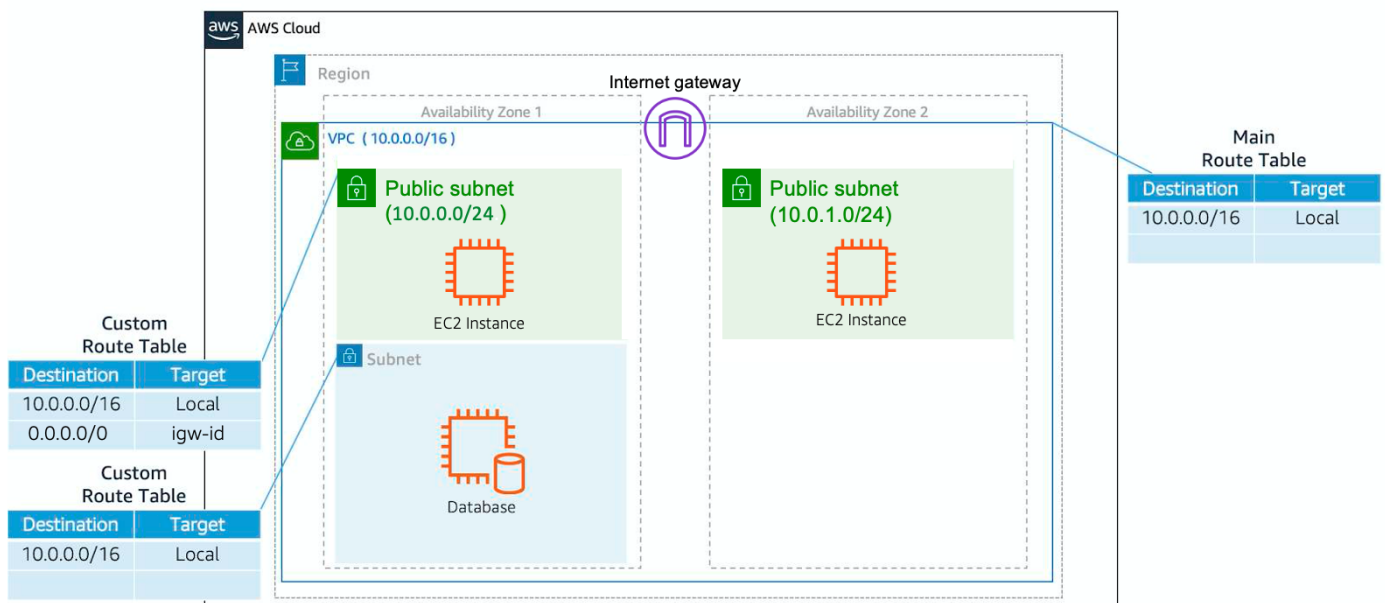 aws AWS Cloud
Region
Internet gateway
Availability Zone 1
Availability Zone 2
VPC ( 10.0.0.0/16 )
Public subnet
(10.0.0.0/24 )
EC2 Instance
Public subnet
(10.0.1.0/24)
EC2 Instance
Subnet
Database
Main
Route Table
Destination Target
10.0.0.0/16 Local
Custom
Route Table
Destination Target
10.0.0.0/16 Local
0.0.0.0/0 igw-id
Custom
Route Table
Destination Target
10.0.0.0/16 Local